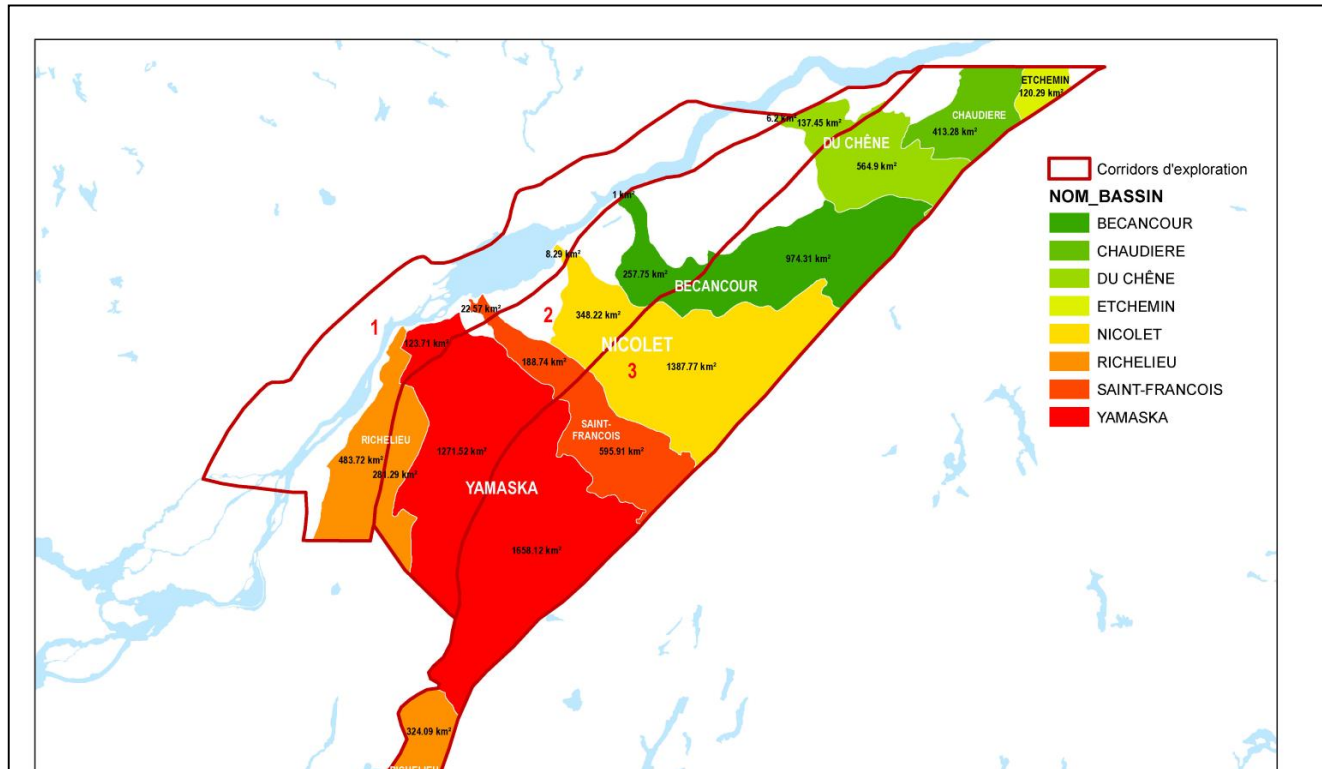 ETCHEMIN
120.29 km²
CHAUDIERE
413.28 km²
6.2 km²
137.45 km²
DU CHÊNE
564.9 km²
1 km²
8.29 km²
257.75 km²
974.31 km²
BECANCOUR
22.57 km²
1
2
348.22 km²
NICOLET
123.71 km²
188.74 km²
3
1387.77 km²
SAINT-
FRANCOIS
595.91 km²
RICHELIEU
483.72 km²
281.29 km²
1271.52 km²
YAMASKA
1658.12 km²
324.09 km²
RICHELIEU
Corridors d'exploration
NOM_BASSIN
BECANCOUR
CHAUDIERE
DU CHÊNE
ETCHEMIN
NICOLET
RICHELIEU
SAINT-FRANCOIS
YAMASKA